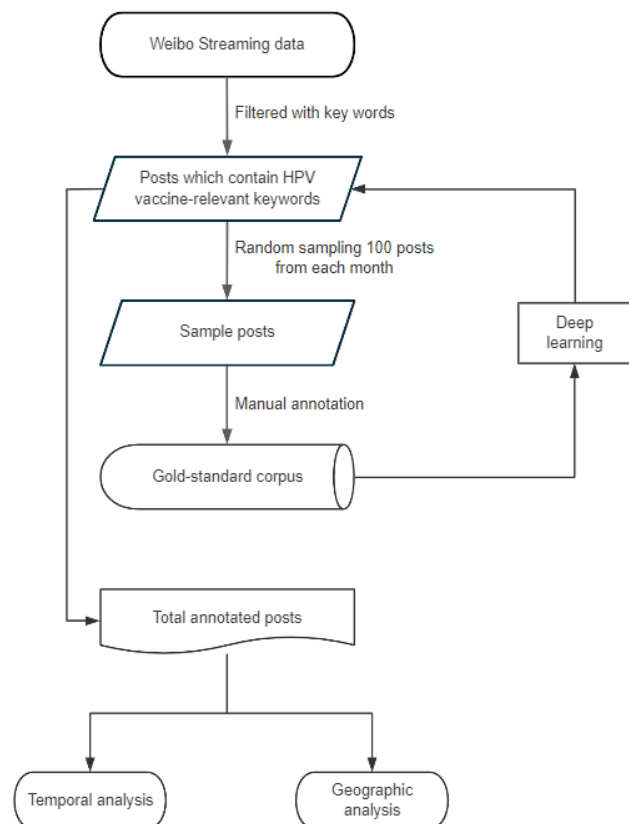 Weibo Streaming data
Filtered with key words
Posts which contain HPV
vaccine-relevant keywords
Random sampling 100 posts
from each month
Sample posts
Deep
learning
Manual annotation
Gold-standard corpus
Total annotated posts
Temporal analysis
Geographic
analysis